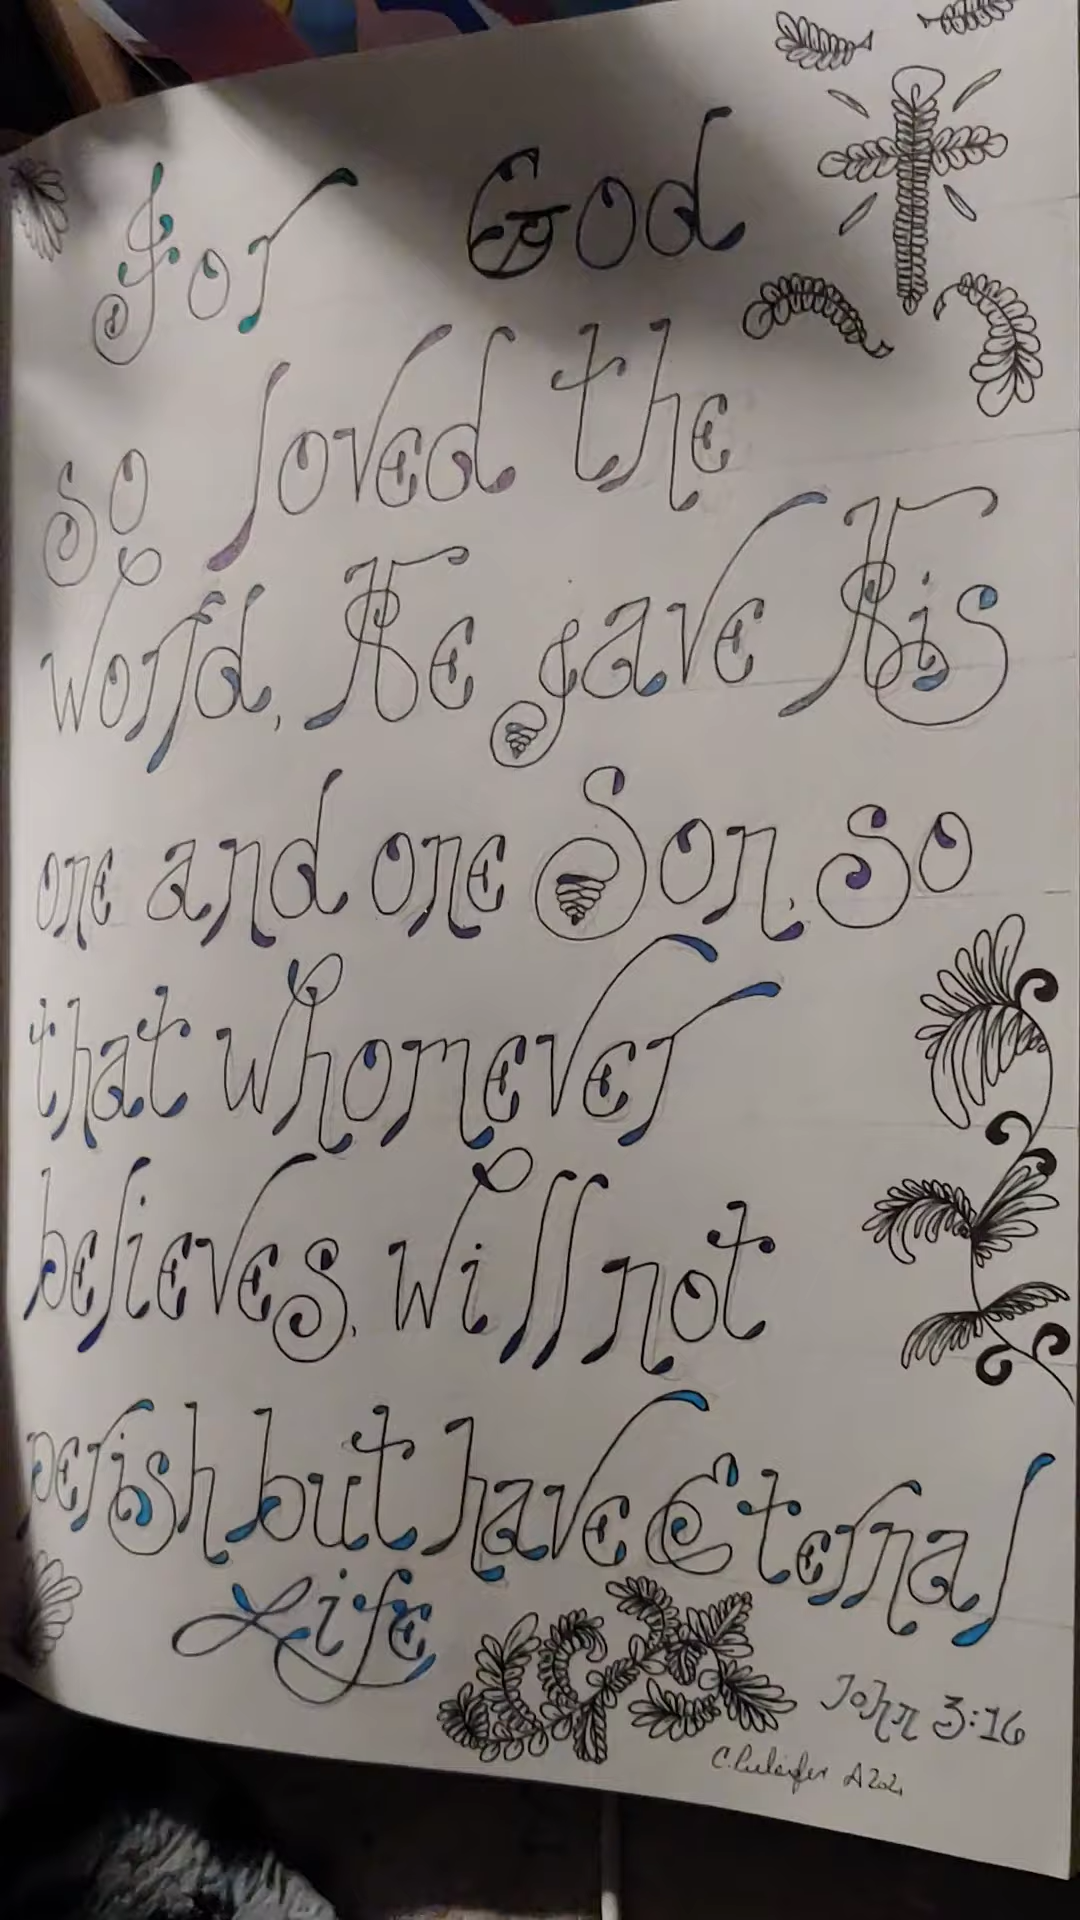 For God
so loved the
world, He gave His
one and one Son, so
that whomever
believes, will not
perish but have Eternal
Life
John 3:16